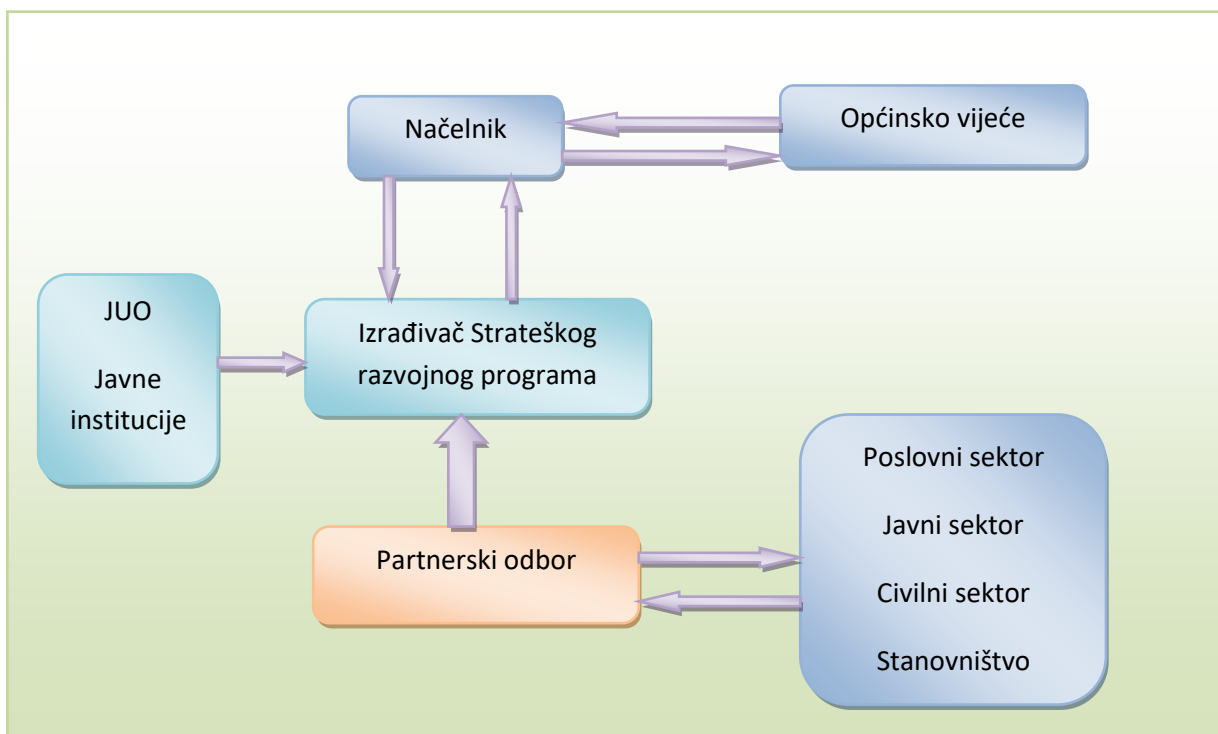 Načelnik
Općinsko vijeće
JUO
Javne
institucije
Izrađivač Strateškog
razvojnog programa
Partnerski odbor
Poslovni sektor
Javni sektor
Civilni sektor
Stanovništvo